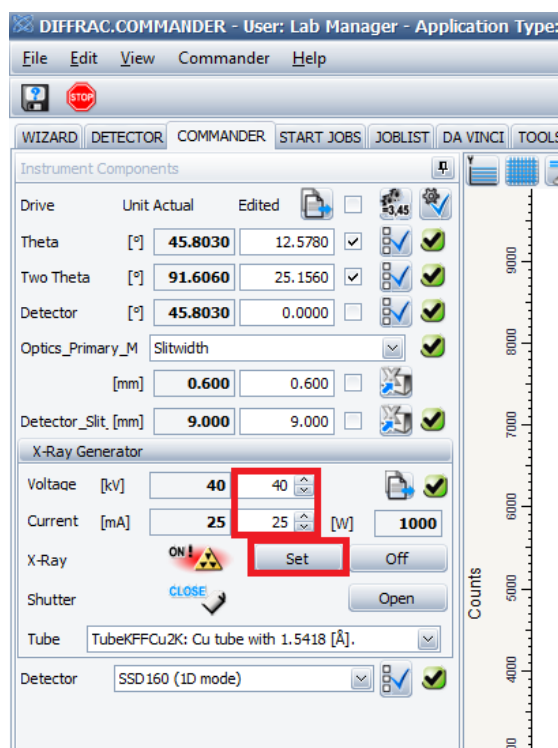 DIFFRAC.COMMANDER - User: Lab Manager - Application Type:
File Edit View Commander Help
STOP
WIZARD DETECTOR COMMANDER START JOBS JOBLIST DA VINCI TOOLS
Instrument Components
Drive Unit Actual Edited =3,45
Theta [°] 45.8030 12.5780
Two Theta [°] 91.6060 25.1560
Detector [°] 45.8030 0.0000
Optics_Primary_M Slitwidth
[mm] 0.600 0.600
Detector_Slit_ [mm] 9.000 9.000
X-Ray Generator
Voltage [kV] 40 40
Current [mA] 25 25 [W] 1000
X-Ray ON! Set Off
Shutter CLOSE Open
Tube TubeKFFCu2K: Cu tube with 1.5418 [Å].
Detector SSD160 (1D mode)
Y
9000
8000
7000
6000
5000
4000
Counts